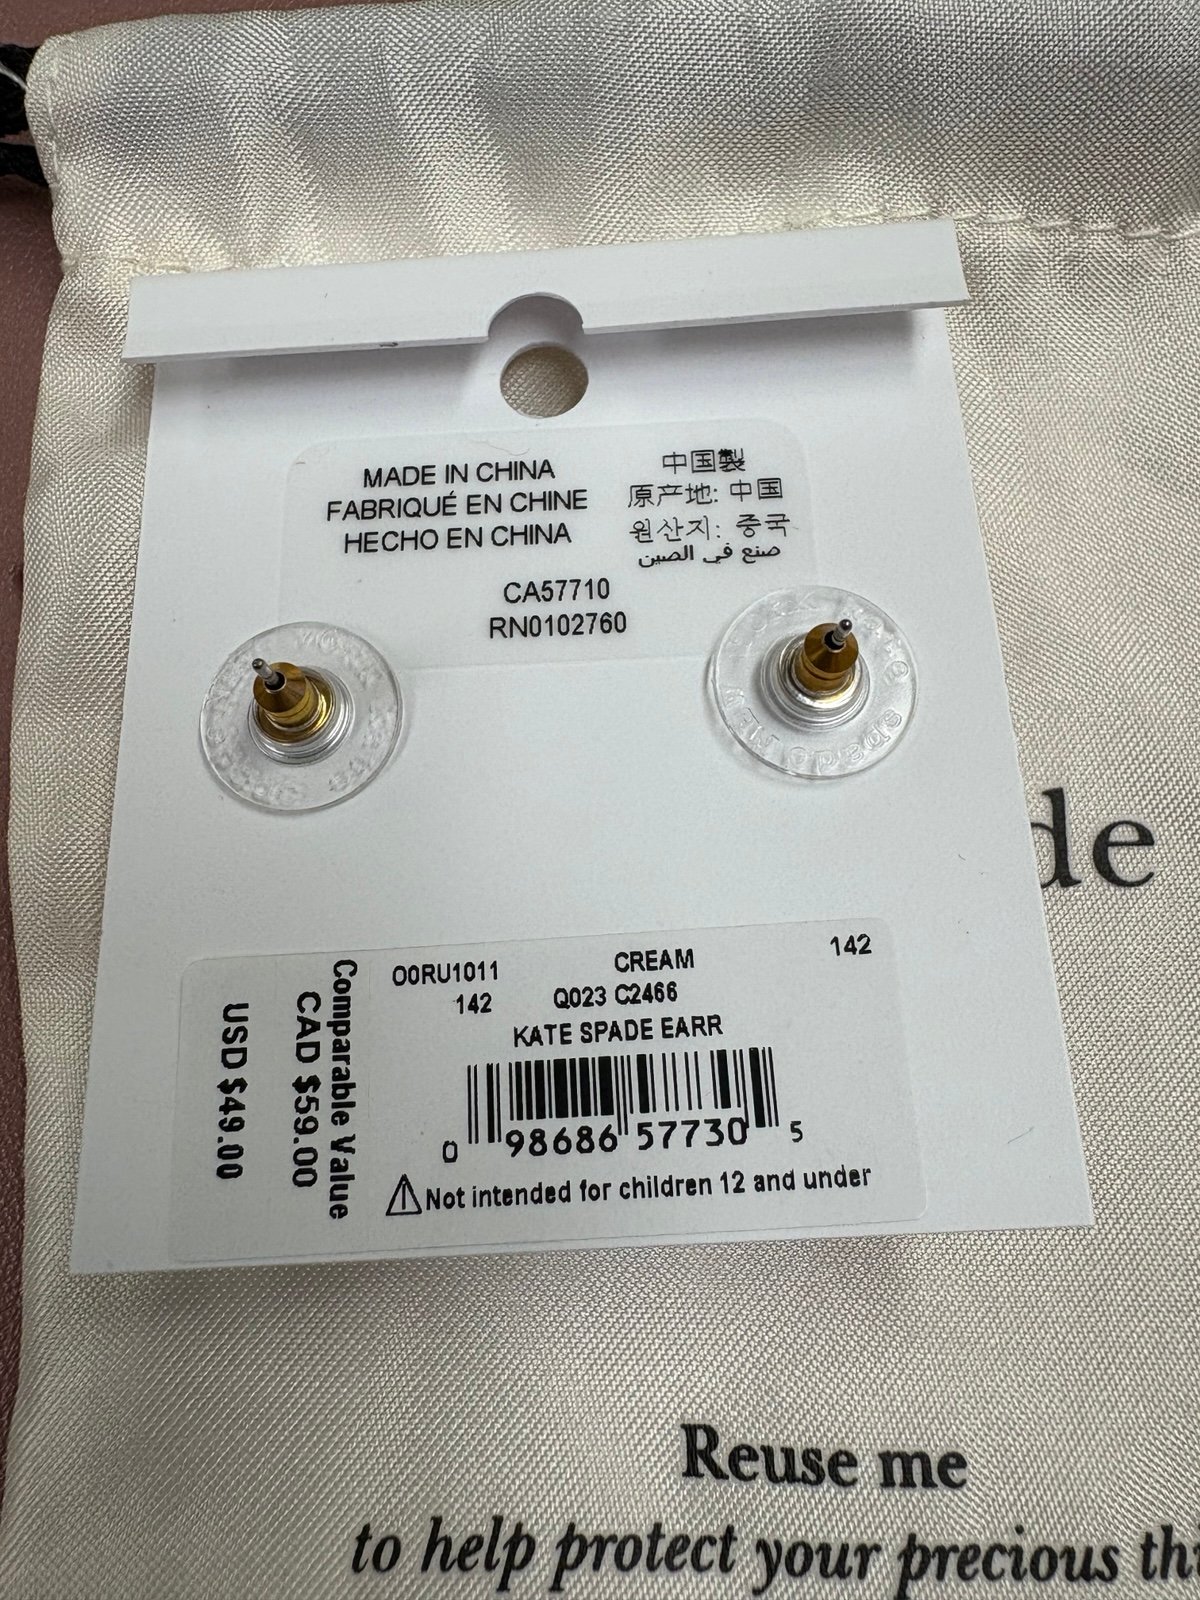 MADE IN CHINA
FABRIQUÉ EN CHINE
HECHO EN CHINA
中国製
原产地: 中国
원산지: 중국
صنع في الصين
CA57710
RN0102760
de
O0RU1011
CREAM
142
142
Q023 C2466
KATE SPADE EARR
0 98686 57730 5
Not intended for children 12 and under
Comparable Value
CAD $59.00
USD $49.00
Reuse me
to help protect your precious